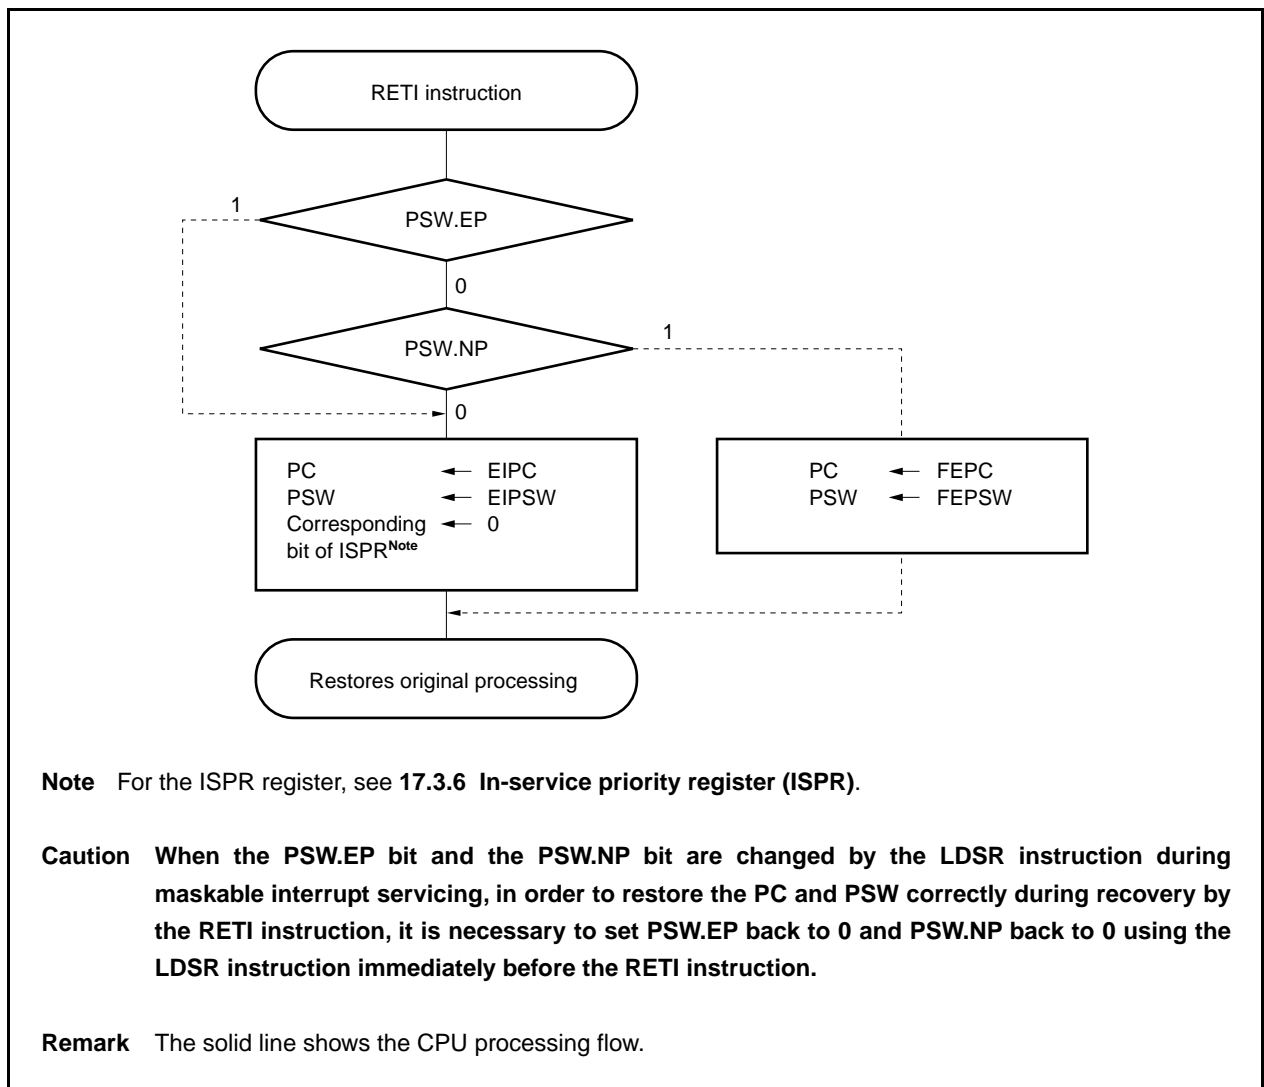 RETI instruction
1
PSW.EP
0
1
PSW.NP
0
PC ← EIPC
PSW ← EIPSW
Corresponding ← 0
bit of ISPRNote
PC ← FEPC
PSW ← FEPSW
Restores original processing
Note For the ISPR register, see 17.3.6 In-service priority register (ISPR).
Caution When the PSW.EP bit and the PSW.NP bit are changed by the LDSR instruction during
maskable interrupt servicing, in order to restore the PC and PSW correctly during recovery by
the RETI instruction, it is necessary to set PSW.EP back to 0 and PSW.NP back to 0 using the
LDSR instruction immediately before the RETI instruction.
Remark The solid line shows the CPU processing flow.